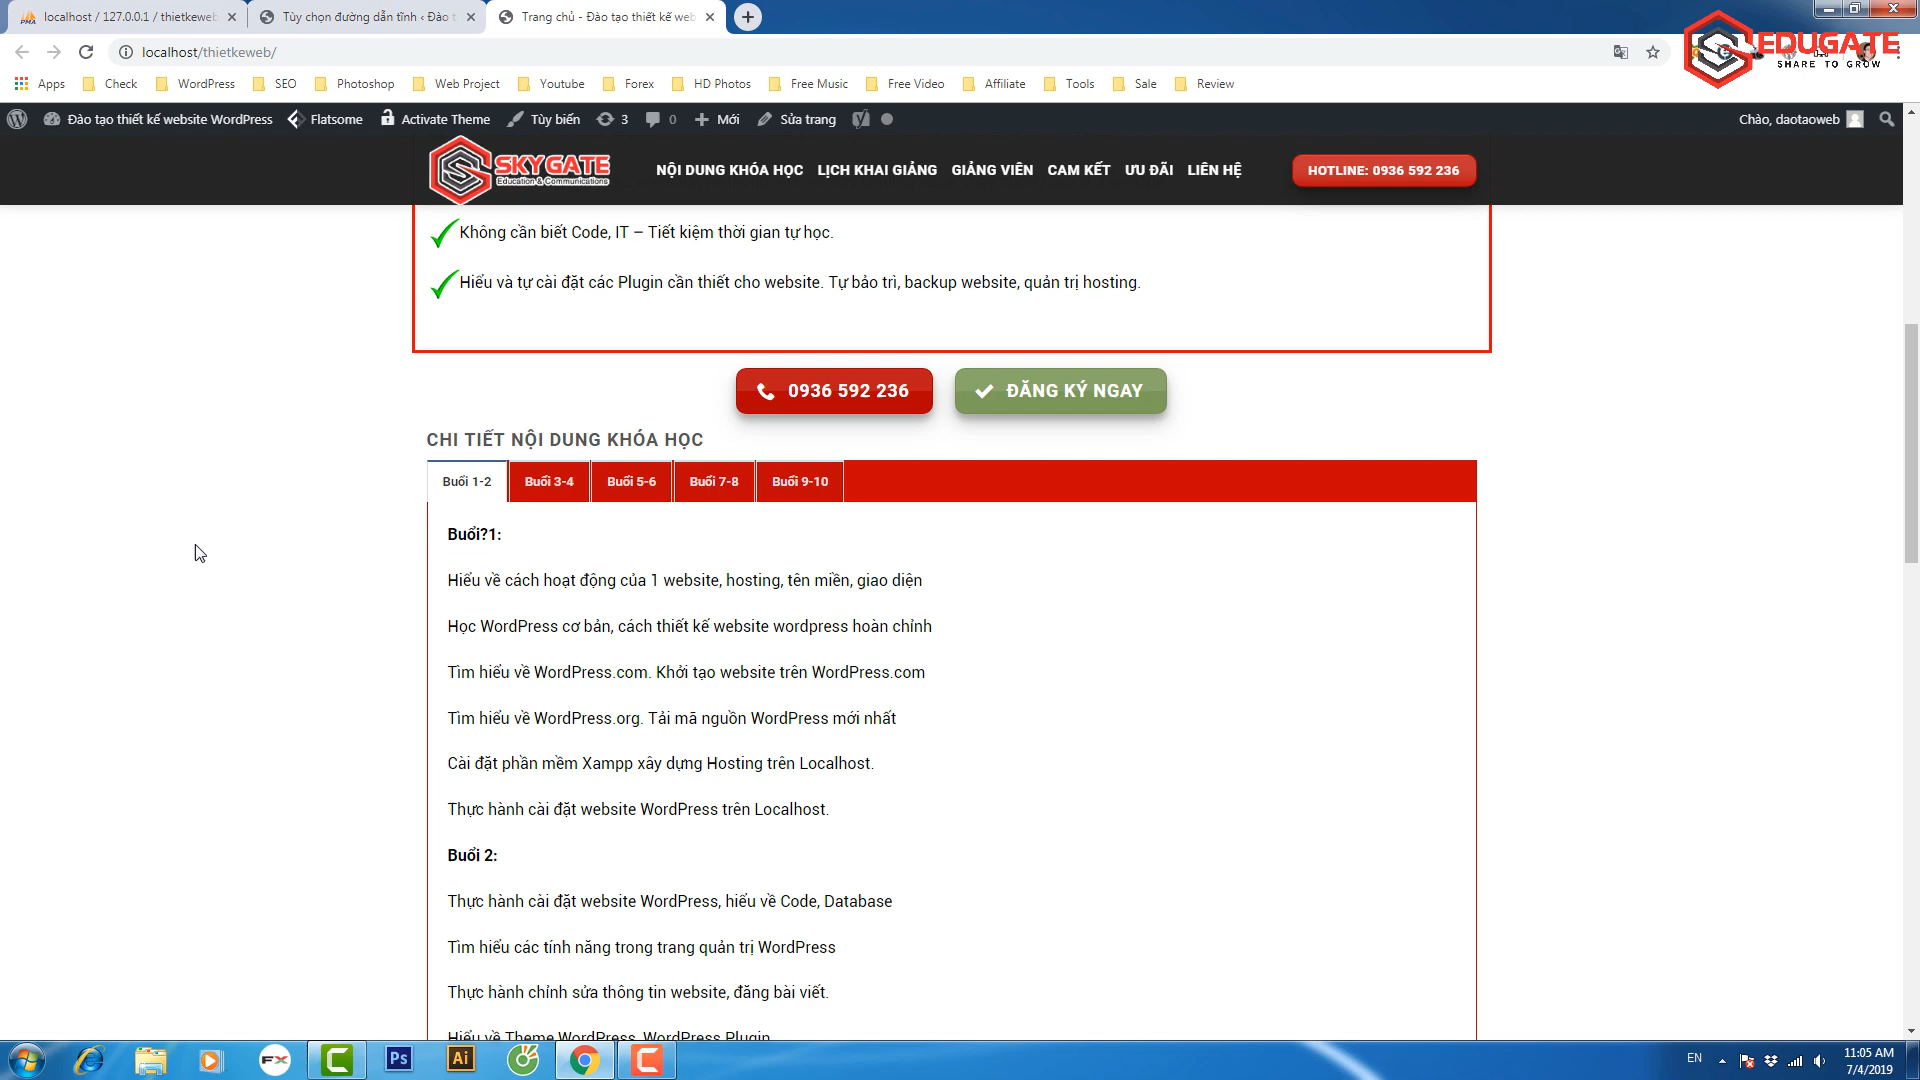 localhost / 127.0.0.1 / thietkeweb
Tùy chọn đường dẫn tĩnh ‹ Đào t
Trang chủ - Đào tạo thiết kế web
localhost/thietkeweb/
EDUGATE
SHARE TO GROW
Apps
Check
WordPress
SEO
Photoshop
Web Project
Youtube
Forex
HD Photos
Free Music
Free Video
Affiliate
Tools
Sale
Review
Đào tạo thiết kế website WordPress
Flatsome
Activate Theme
Tùy biến
3
0
Mới
Sửa trang
Chào, daotaoweb
SKYGATE
Education & Communications
NỘI DUNG KHÓA HỌC
LỊCH KHAI GIẢNG
GIẢNG VIÊN
CAM KẾT
ƯU ĐÃI
LIÊN HỆ
HOTLINE: 0936 592 236
Không cần biết Code, IT – Tiết kiệm thời gian tự học.
Hiểu và tự cài đặt các Plugin cần thiết cho website. Tự bảo trì, backup website, quản trị hosting.
0936 592 236
ĐĂNG KÝ NGAY
CHI TIẾT NỘI DUNG KHÓA HỌC
Buổi 1-2
Buổi 3-4
Buổi 5-6
Buổi 7-8
Buổi 9-10
Buổi?1:
Hiểu về cách hoạt động của 1 website, hosting, tên miền, giao diện
Học WordPress cơ bản, cách thiết kế website wordpress hoàn chỉnh
Tìm hiểu về WordPress.com. Khởi tạo website trên WordPress.com
Tìm hiểu về WordPress.org. Tải mã nguồn WordPress mới nhất
Cài đặt phần mềm Xampp xây dựng Hosting trên Localhost.
Thực hành cài đặt website WordPress trên Localhost.
Buổi 2:
Thực hành cài đặt website WordPress, hiểu về Code, Database
Tìm hiểu các tính năng trong trang quản trị WordPress
Thực hành chỉnh sửa thông tin website, đăng bài viết.
Hiểu về Theme WordPress, WordPress Plugin
FX
Ps
Ai
EN
11:05 AM
7/4/2019